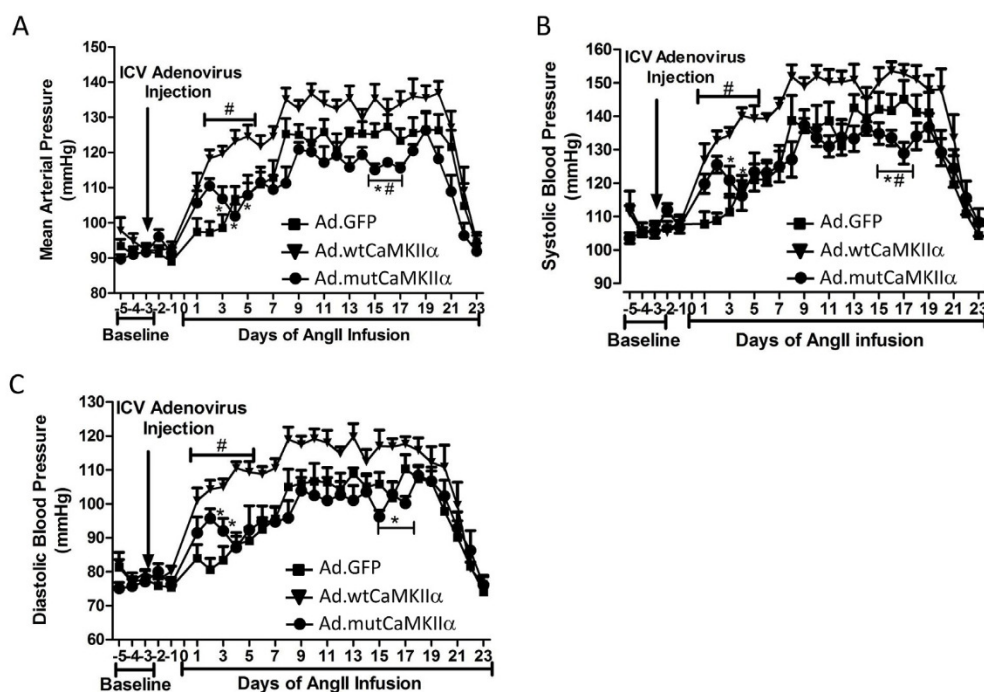 A
150
140
130
120
110
100
90
80
Mean Arterial Pressure
(mmHg)
ICV Adenovirus
Injection
#
*
*
*
*#
Ad.GFP
Ad.wtCaMKIIα
Ad.mutCaMKIIα
-5-4-3-2-10 1 3 5 7 9 11 13 15 17 19 21 23
Baseline
Days of AngII Infusion
B
160
150
140
130
120
110
100
90
Systolic Blood Pressure
(mmHg)
ICV Adenovirus
Injection
#
*
*
*#
Ad.GFP
Ad.wtCaMKIIα
Ad.mutCaMKIIα
-5-4-3-2-10 1 3 5 7 9 11 13 15 17 19 21 23
Baseline
Days of AngII infusion
C
130
120
110
100
90
80
70
60
Diastolic Blood Pressure
(mmHg)
ICV Adenovirus
Injection
#
*
*
*
Ad.GFP
Ad.wtCaMKIIα
Ad.mutCaMKIIα
-5-4-3-2-10 1 3 5 7 9 11 13 15 17 19 21 23
Baseline
Days of AngII Infusion